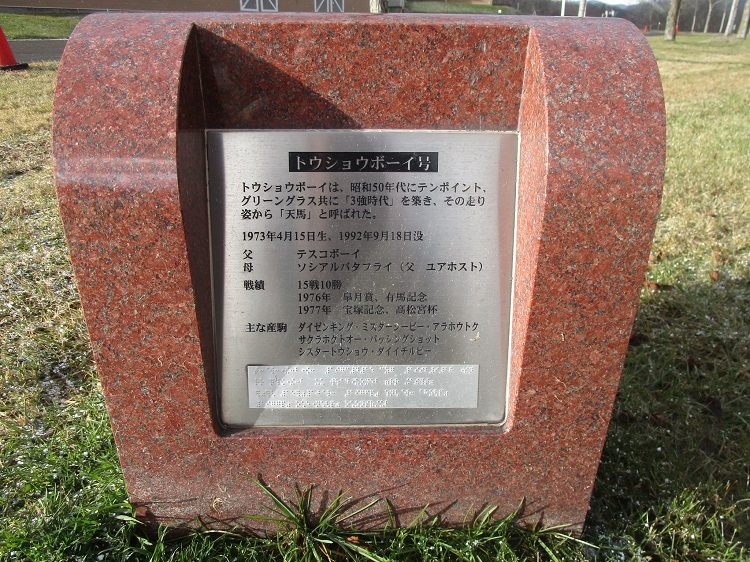 トウショウボーイ号
トウショウボーイは、昭和50年代にテンポイント、
グリーングラス共に「3強時代」を築き、その走り
姿から「天馬」と呼ばれた。
1973年4月15日生、1992年9月18日没
父 テスコボーイ
母 ソシアルバタフライ（父 ユアホスト）
戦績 15戦10勝
1976年 皐月賞、有馬記念
1977年 宝塚記念、高松宮杯
主な産駒 ダイゼンキング・ミスターシービー・アラホウトク
サクラホクトオー・パッシングショット
シスタートウショウ・ダイイチルビー